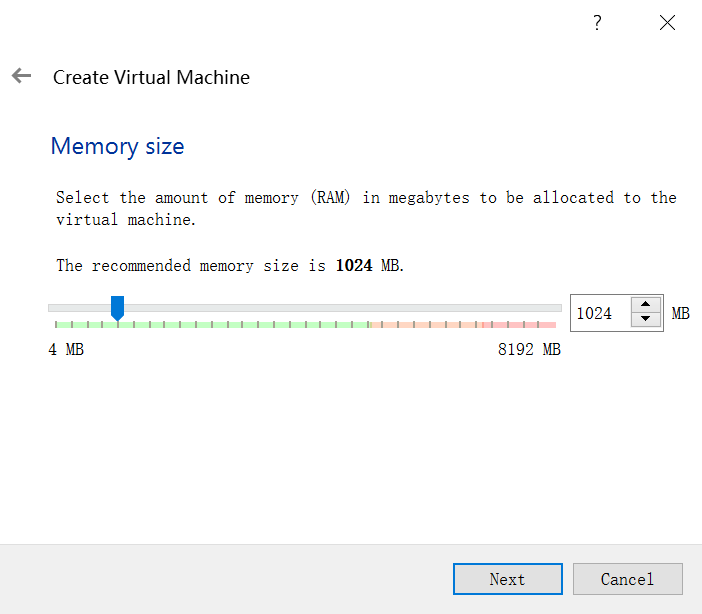 ?
Create Virtual Machine
Memory size
Select the amount of memory (RAM) in megabytes to be allocated to the
virtual machine.
The recommended memory size is 1024 MB.
1024 MB
4 MB 8192 MB
Next Cancel